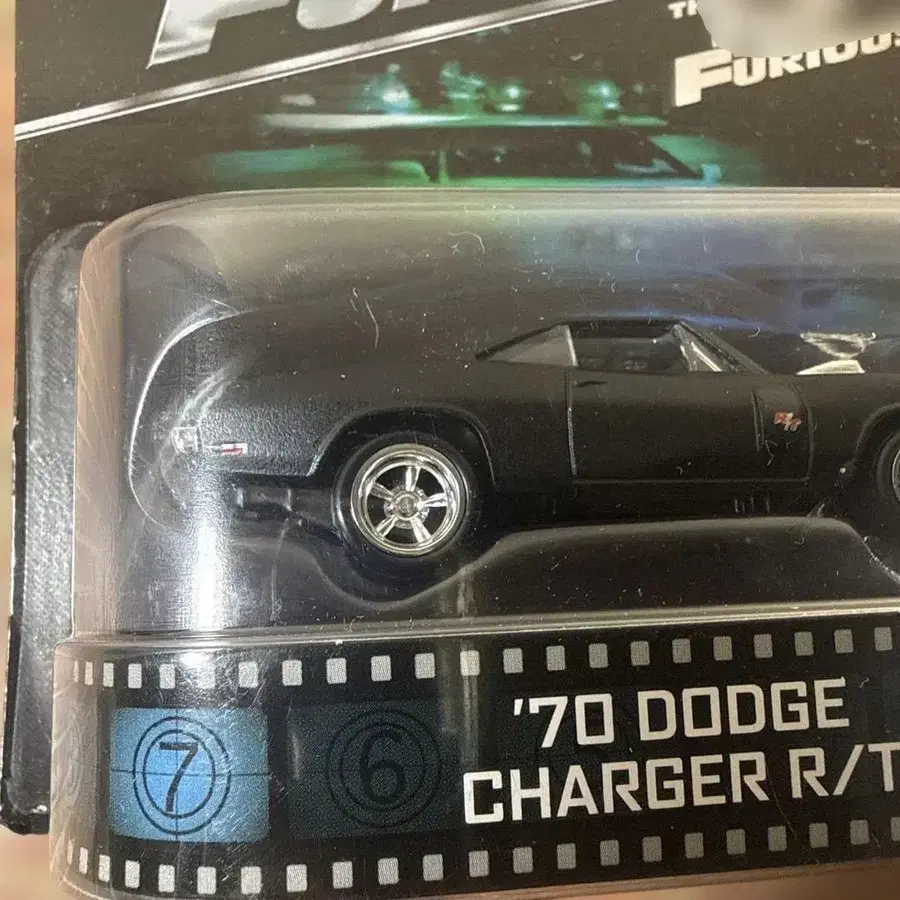 FURIOUS
R/T
'70 DODGE
CHARGER R/T
7
6